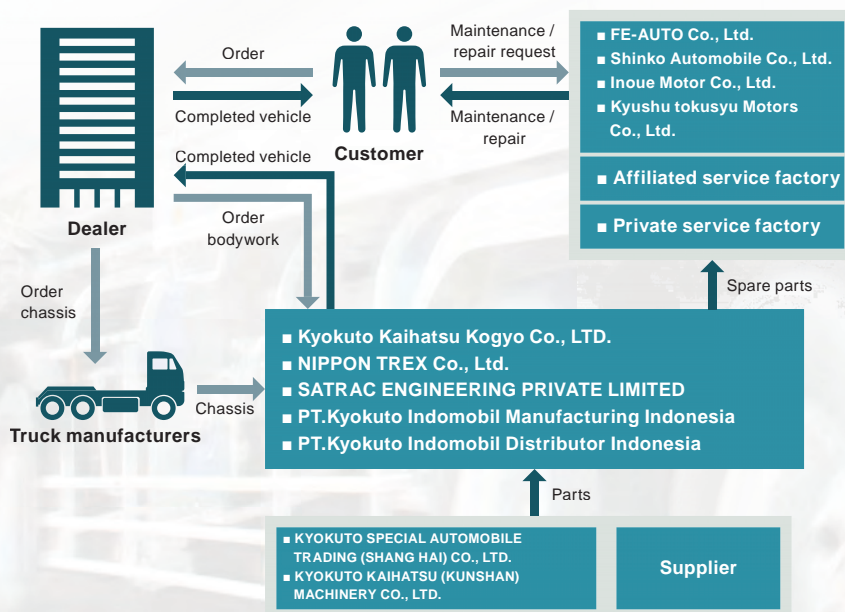 Order
Completed vehicle
Customer
Maintenance /
repair request
Maintenance /
repair
■ FE-AUTO Co., Ltd.
■ Shinko Automobile Co., Ltd.
■ Inoue Motor Co., Ltd.
■ Kyushu tokusyu Motors
Co., Ltd.
■ Affiliated service factory
■ Private service factory
Completed vehicle
Order
bodywork
Dealer
Order
chassis
Spare parts
■ Kyokuto Kaihatsu Kogyo Co., LTD.
■ NIPPON TREX Co., Ltd.
■ SATRAC ENGINEERING PRIVATE LIMITED
■ PT.Kyokuto Indomobil Manufacturing Indonesia
■ PT.Kyokuto Indomobil Distributor Indonesia
Chassis
Truck manufacturers
Parts
■ KYOKUTO SPECIAL AUTOMOBILE
TRADING (SHANG HAI) CO., LTD.
■ KYOKUTO KAIHATSU (KUNSHAN)
MACHINERY CO., LTD.
Supplier